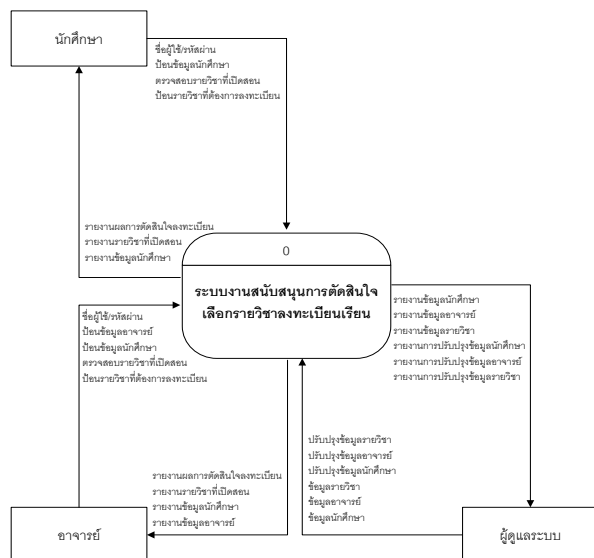 นักศึกษา
ชื่อผู้ใช้/รหัสผ่าน
ป้อนข้อมูลนักศึกษา
ตรวจสอบรายวิชาที่เปิดสอน
ป้อนรายวิชาที่ต้องการลงทะเบียน
รายงานผลการตัดสินใจลงทะเบียน
รายงานรายวิชาที่เปิดสอน
รายงานข้อมูลนักศึกษา
0
ระบบงานสนับสนุนการตัดสินใจ
เลือกรายวิชาลงทะเบียนเรียน
ชื่อผู้ใช้/รหัสผ่าน
ป้อนข้อมูลอาจารย์
ป้อนข้อมูลนักศึกษา
ตรวจสอบรายวิชาที่เปิดสอน
ป้อนรายวิชาที่ต้องการลงทะเบียน
รายงานข้อมูลนักศึกษา
รายงานข้อมูลอาจารย์
รายงานข้อมูลรายวิชา
รายงานการปรับปรุงข้อมูลนักศึกษา
รายงานการปรับปรุงข้อมูลอาจารย์
รายงานการปรับปรุงข้อมูลรายวิชา
รายงานผลการตัดสินใจลงทะเบียน
รายงานรายวิชาที่เปิดสอน
รายงานข้อมูลนักศึกษา
รายงานข้อมูลอาจารย์
ปรับปรุงข้อมูลรายวิชา
ปรับปรุงข้อมูลอาจารย์
ปรับปรุงข้อมูลนักศึกษา
ข้อมูลรายวิชา
ข้อมูลอาจารย์
ข้อมูลนักศึกษา
อาจารย์
ผู้ดูแลระบบ